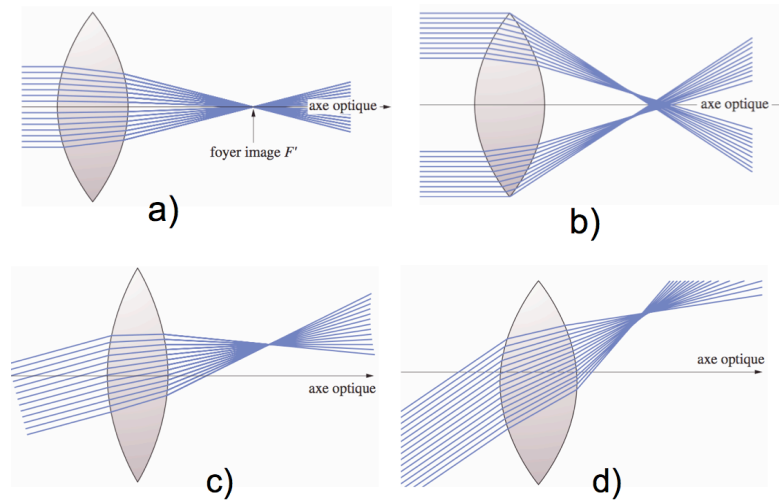 axe optique
foyer image F'
a)
axe optique
b)
axe optique
c)
axe optique
d)